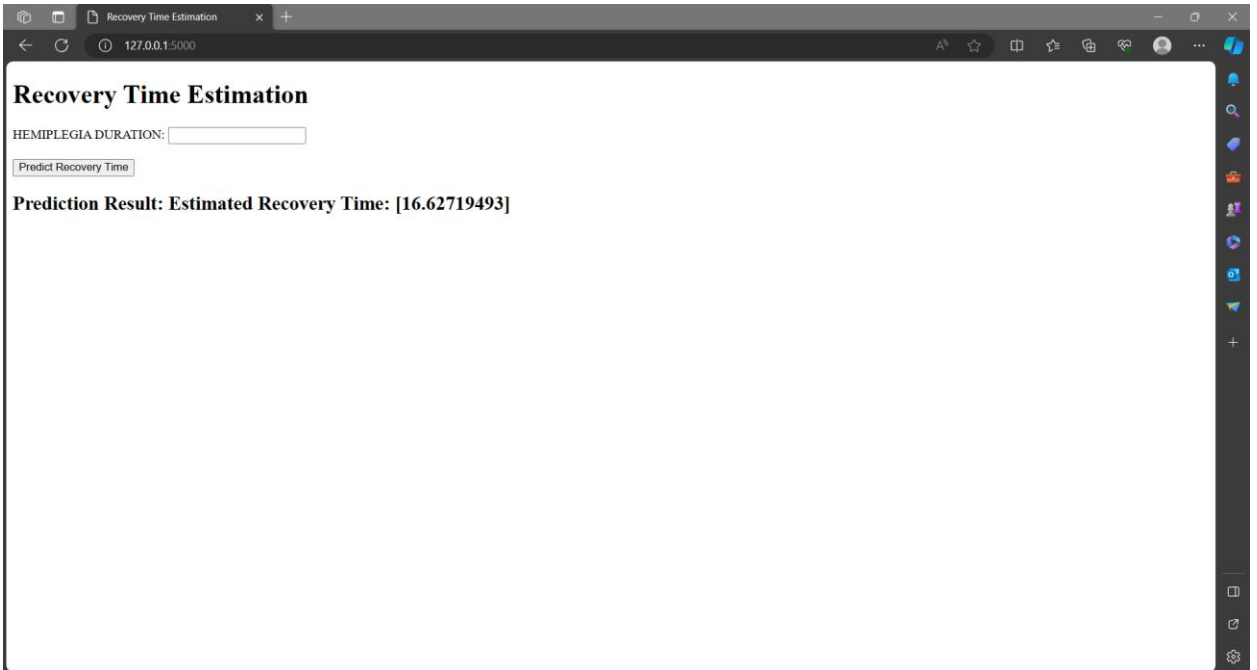 Recovery Time Estimation
127.0.0.1:5000
Recovery Time Estimation
HEMIPLEGIA DURATION:
Predict Recovery Time
Prediction Result: Estimated Recovery Time: [16.62719493]